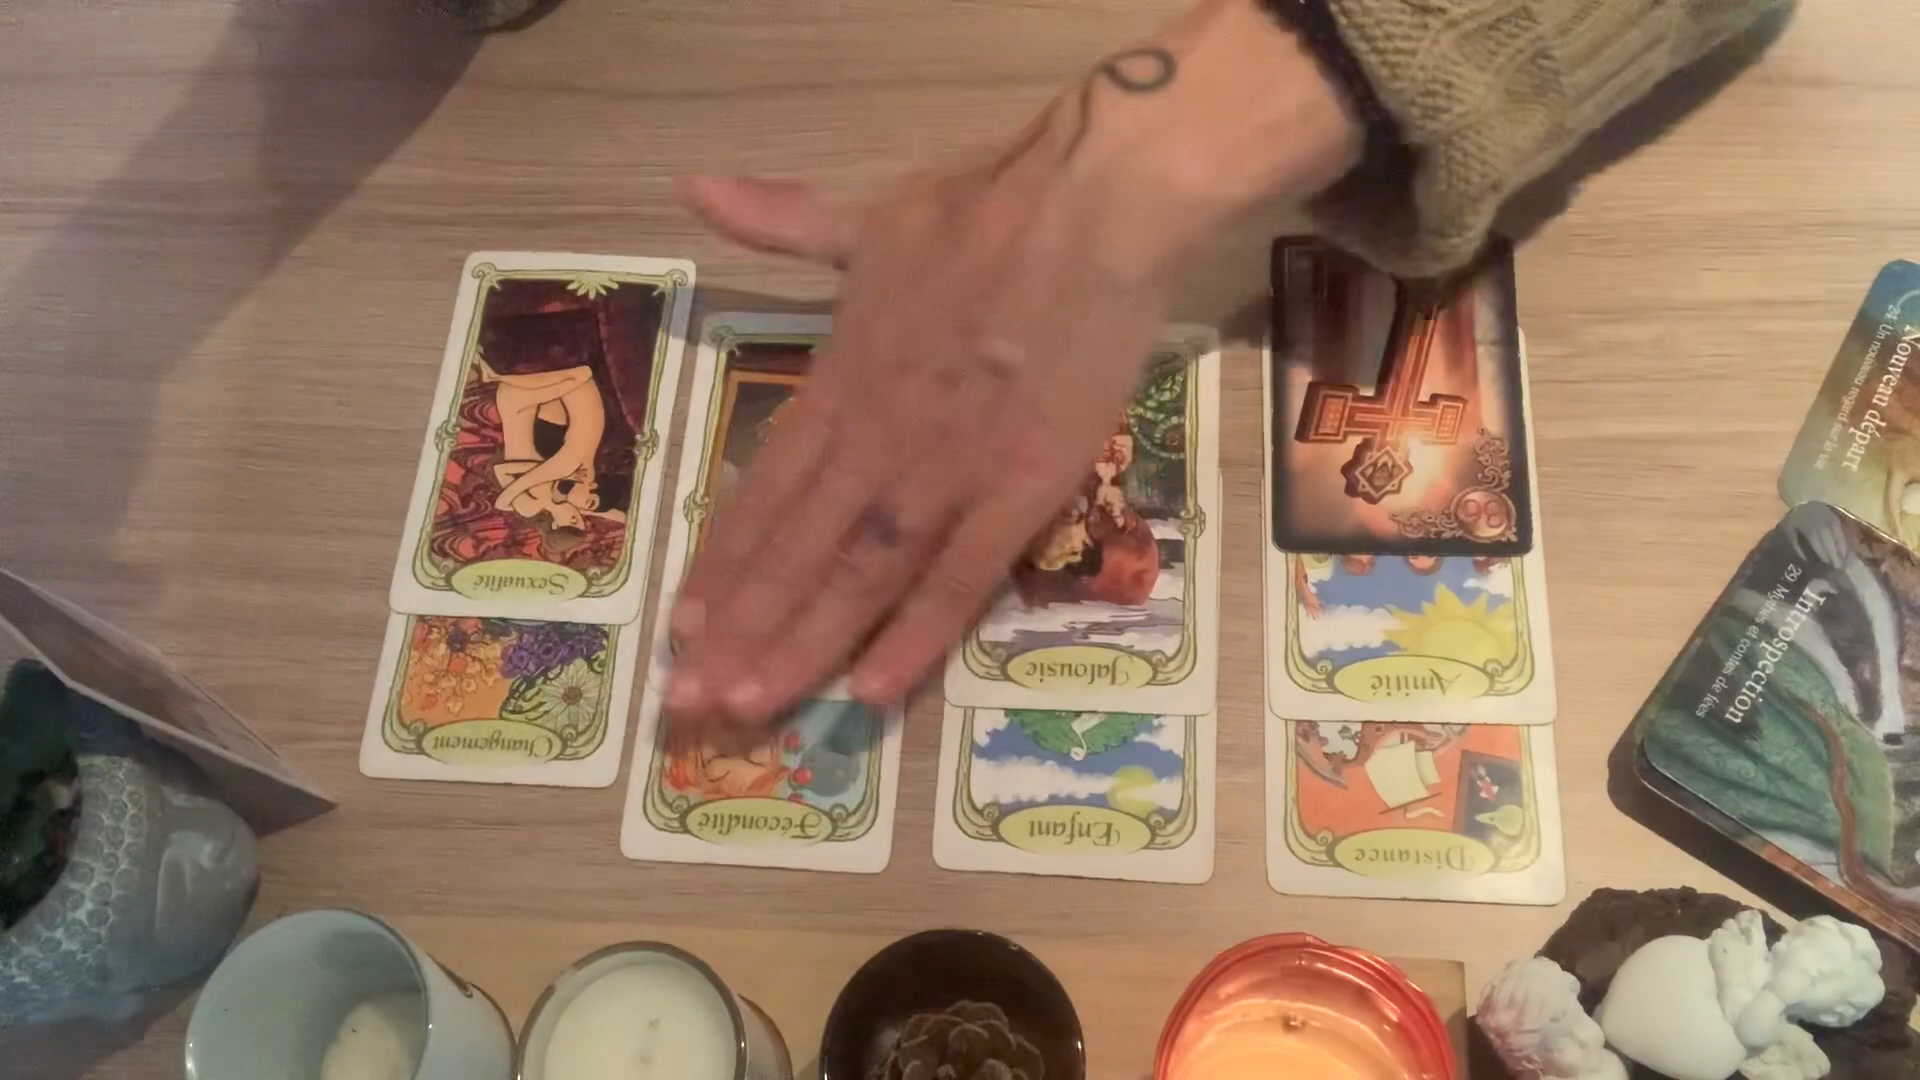 Sexualité
Changement
Fécondité
Jalousie
Enfant
36
Amitié
Distance
24. Un nouveau regard sur la vie
Nouveau départ
29. Mythes et contes de fées
Introspection